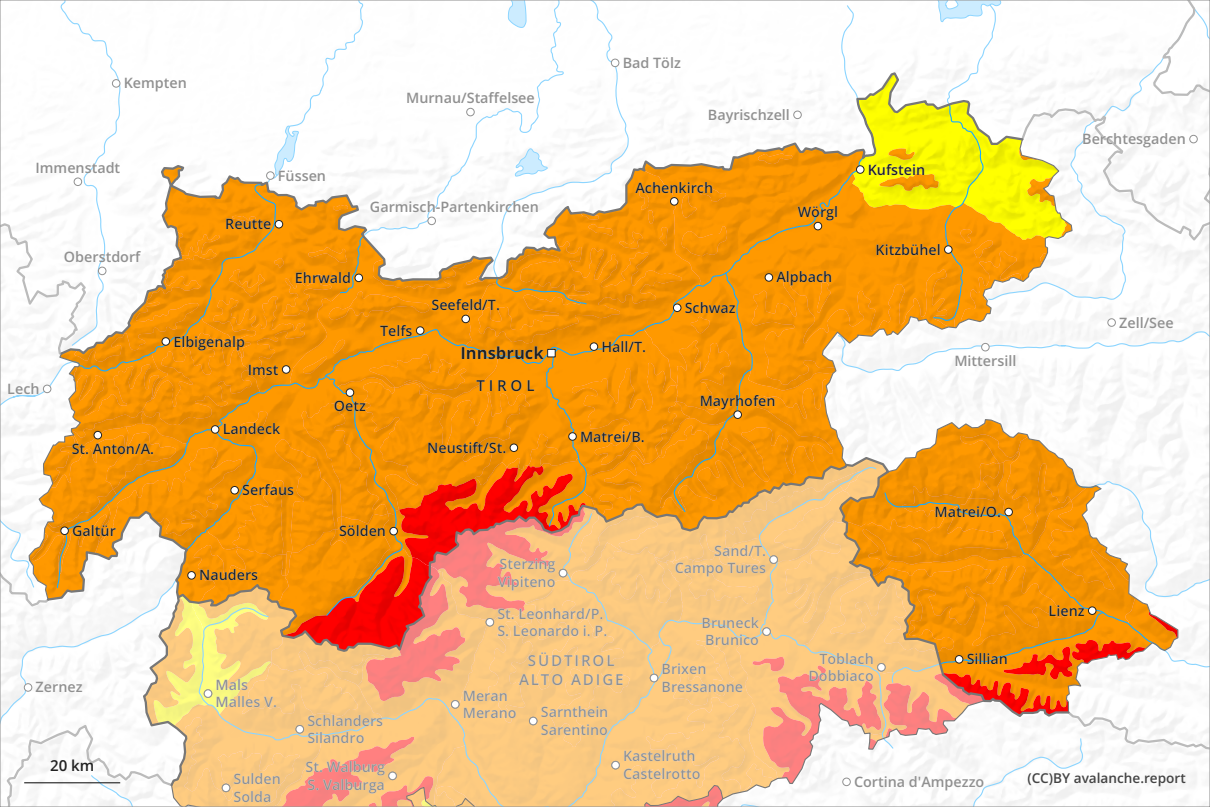 Bad Tölz
Kempten
Murnau/Staffelsee
Bayrischzell
Berchtesgaden
Immenstadt
Füssen
Kufstein
Achenkirch
Garmisch-Partenkirchen
Wörgl
Reutte
Kitzbühel
Oberstdorf
Ehrwald
Alpbach
Seefeld/T.
Schwaz
Zell/See
Telfs
Elbigenalp
Hall/T.
Innsbruck
Mittersill
Imst
TIROL
Lech
Oetz
Mayrhofen
Landeck
Matrei/B.
St. Anton/A.
Neustift/St.
Serfaus
Matrei/O.
Galtür
Sölden
Sand/T.
Campo Tures
Sterzing
Vipiteno
Nauders
Lienz
St. Leonhard/P.
S. Leonardo i. P.
Bruneck
Brunico
Sillian
SÜDTIROL
ALTO ADIGE
Toblach
Dobbiaco
Brixen
Bressanone
Zernez
Mals
Malles V.
Meran
Merano
Sarnthein
Sarentino
Schlanders
Silandro
Kastelruth
Castelrotto
20 km
St. Walburg
S. Valburga
Sulden
Solda
Cortina d'Ampezzo
(CC)BY avalanche.report